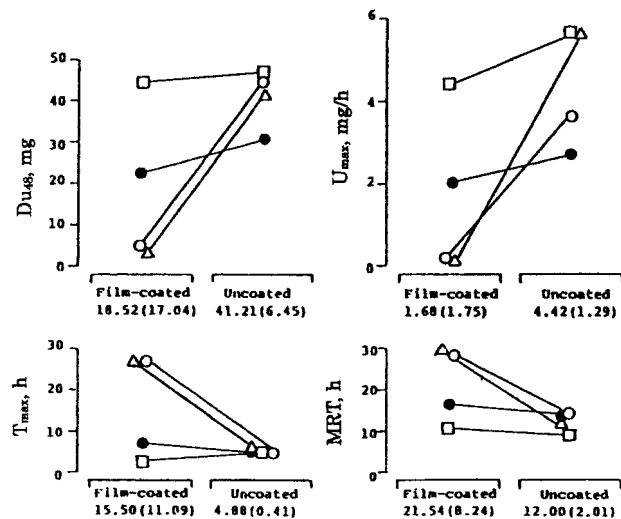 50
40
30
20
10
0
Du48, mg
Film-coated Uncoated
18.52(17.04) 41.21(6.45)
6
4
2
0
Umax, mg/h
Film-coated Uncoated
1.68(1.75) 4.42(1.29)
30
20
10
0
Tmax, h
Film-coated Uncoated
15.50(11.09) 4.88(0.41)
30
20
10
0
MRT, h
Film-coated Uncoated
21.54(8.24) 12.00(2.01)